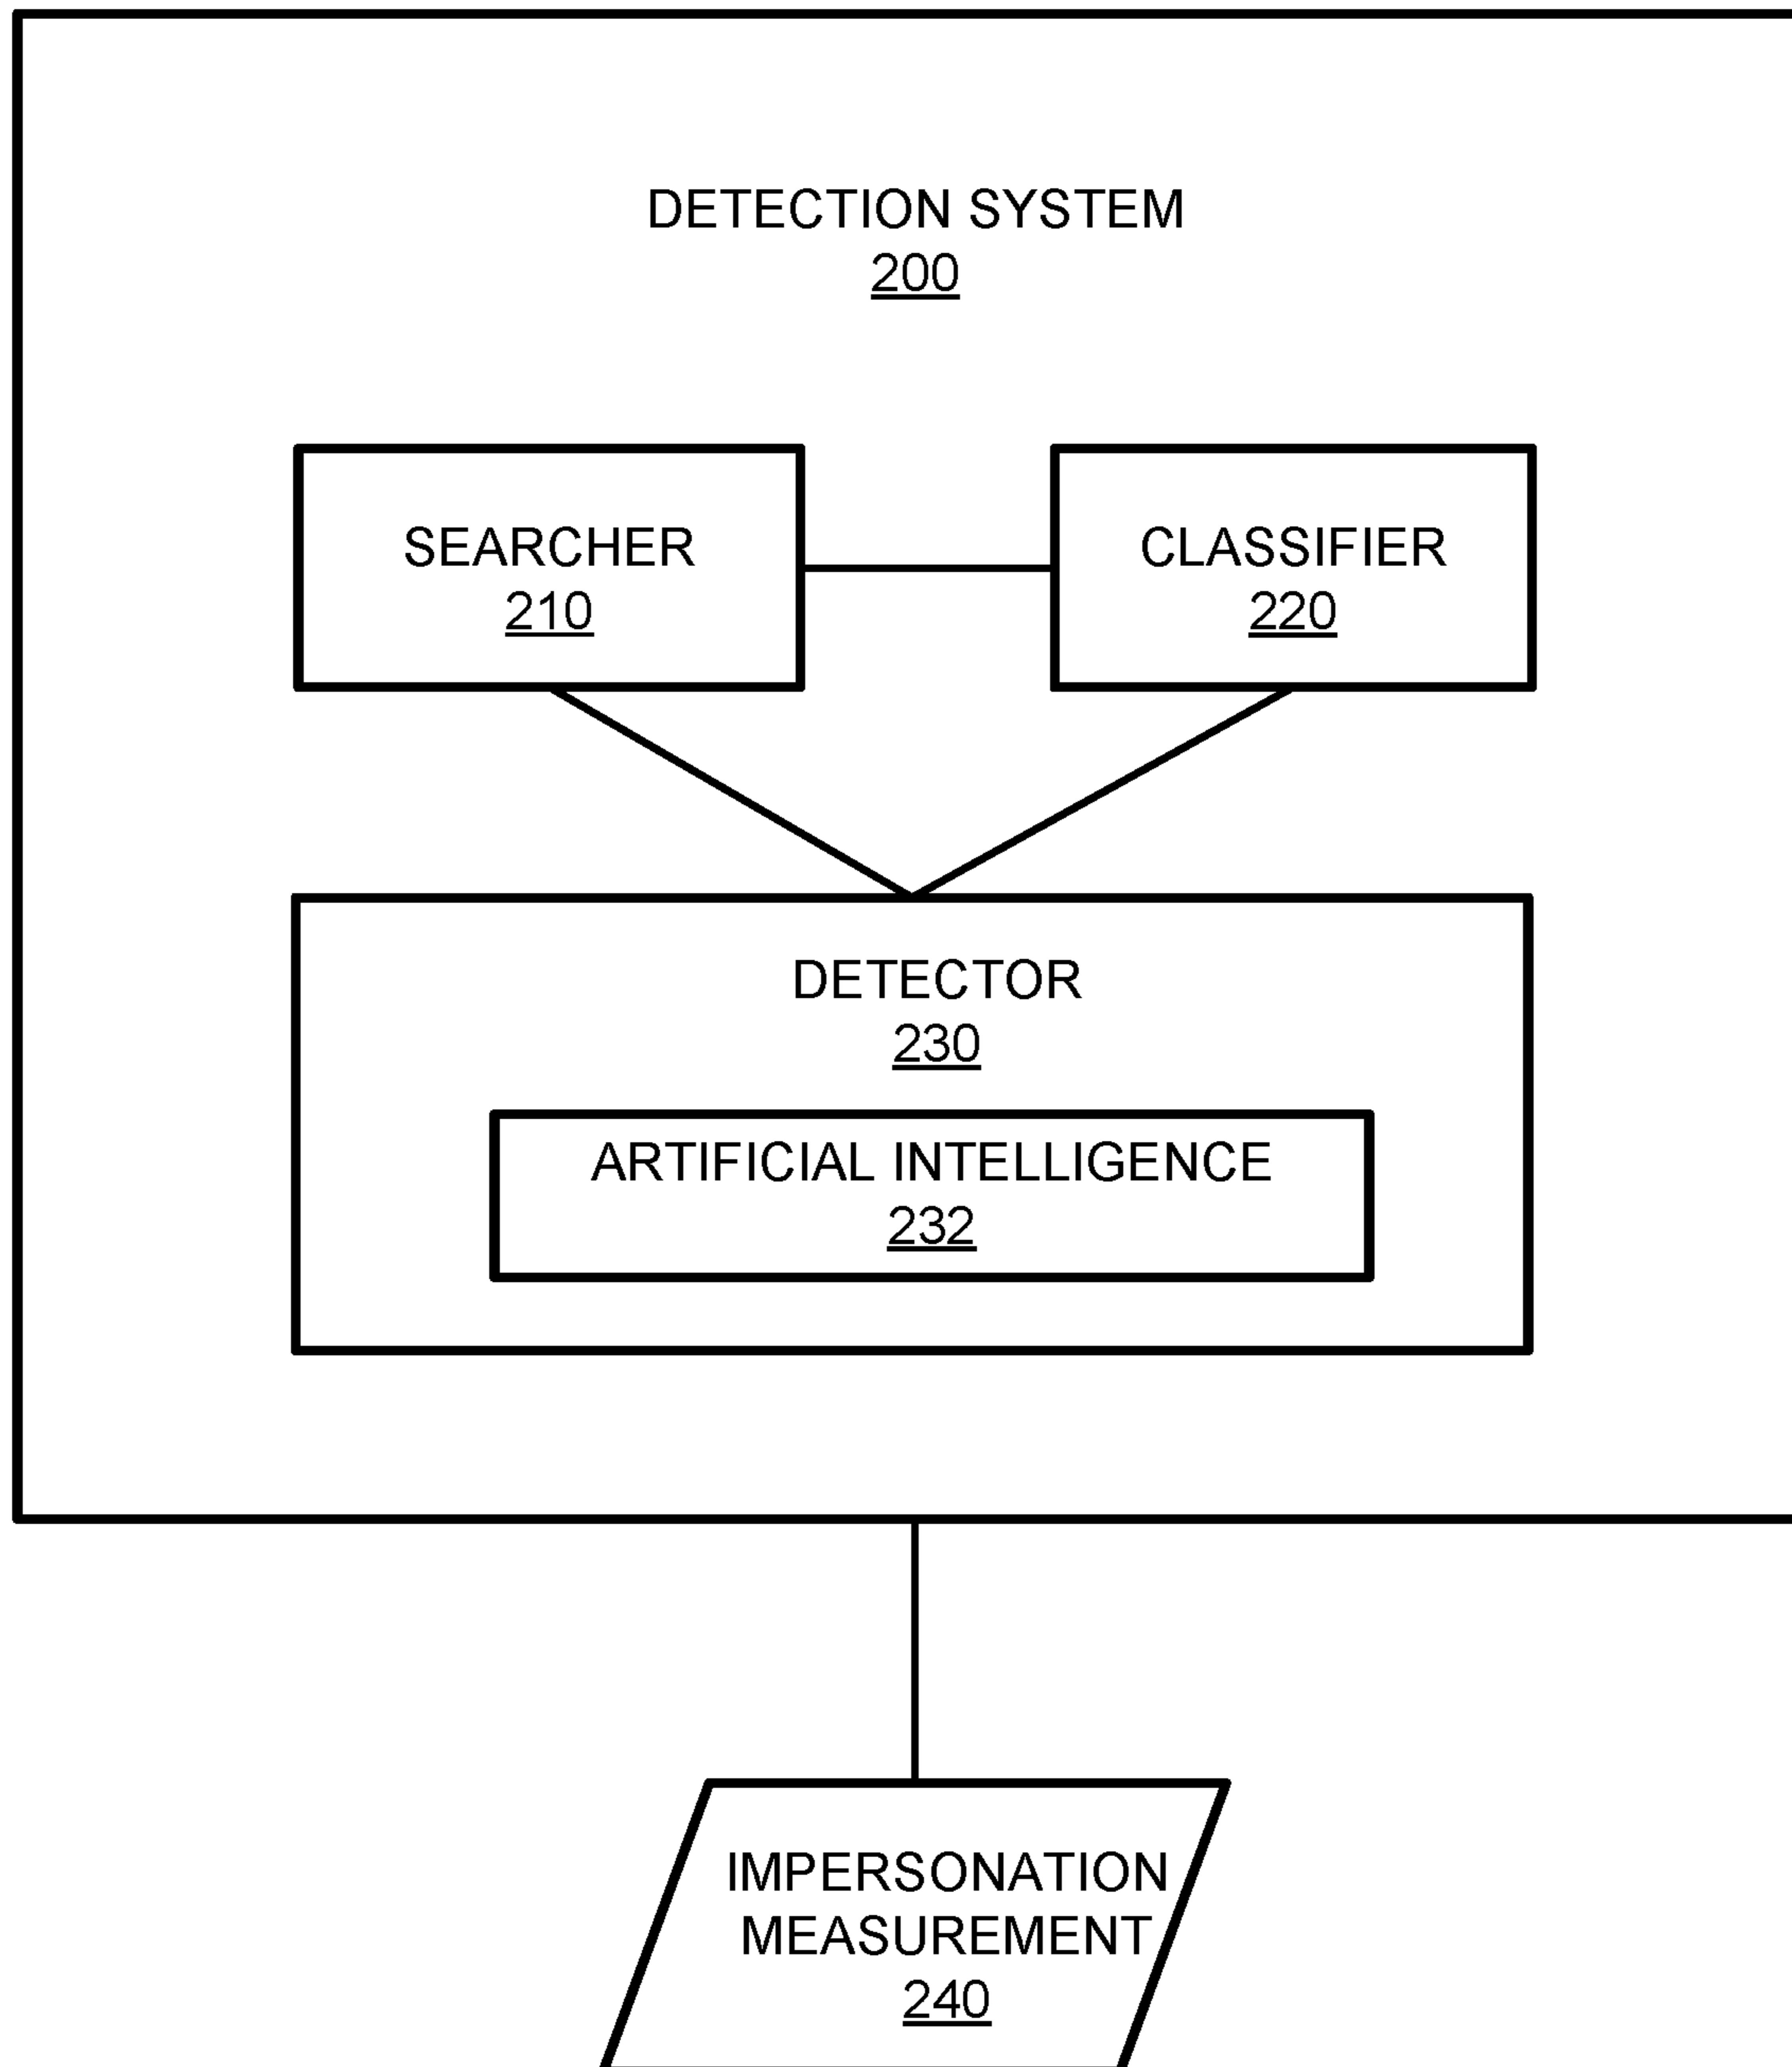 DETECTION SYSTEM
200
SEARCHER
210
CLASSIFIER
220
DETECTOR
230
ARTIFICIAL INTELLIGENCE
232
IMPERSONATION
MEASUREMENT
240